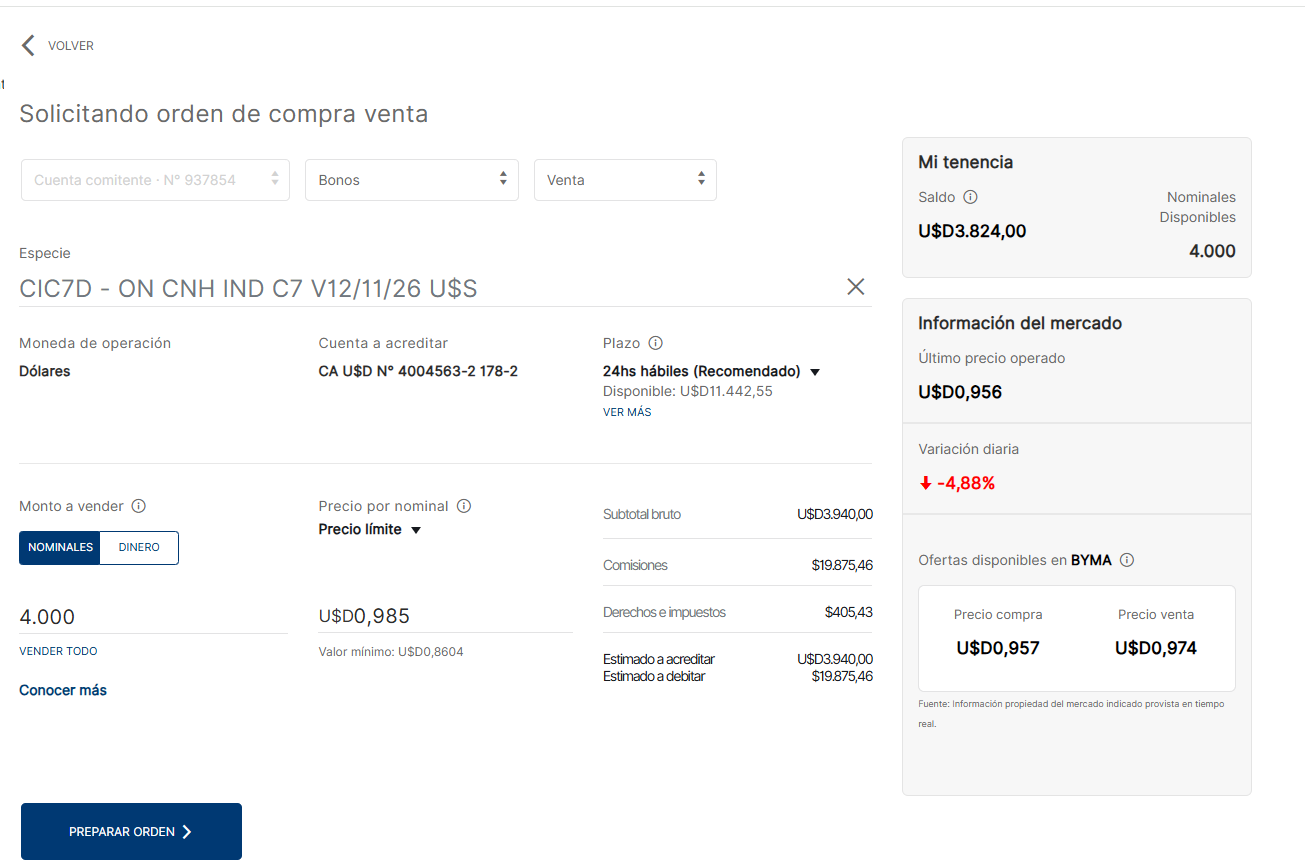 VOLVER
Solicitando orden de compra venta
Cuenta comitente · N° 937854
Bonos
Venta
Especie
CIC7D - ON CNH IND C7 V12/11/26 U$S
Moneda de operación
Dólares
Cuenta a acreditar
CA U$D N° 4004563-2 178-2
Plazo
24hs hábiles (Recomendado)
Disponible: U$D11.442,55
VER MÁS
Monto a vender
NOMINALES
DINERO
4.000
VENDER TODO
Conocer más
Precio por nominal
Precio límite
U$D0,985
Valor mínimo: U$D0,8604
Subtotal bruto U$D3.940,00
Comisiones $19.875,46
Derechos e impuestos $405,43
Estimado a acreditar U$D3.940,00
Estimado a debitar $19.875,46
PREPARAR ORDEN
Mi tenencia
Saldo
U$D3.824,00
Nominales
Disponibles
4.000
Información del mercado
Último precio operado
U$D0,956
Variación diaria
-4,88%
Ofertas disponibles en BYMA
Precio compra
U$D0,957
Precio venta
U$D0,974
Fuente: Información propiedad del mercado indicado provista en tiempo
real.